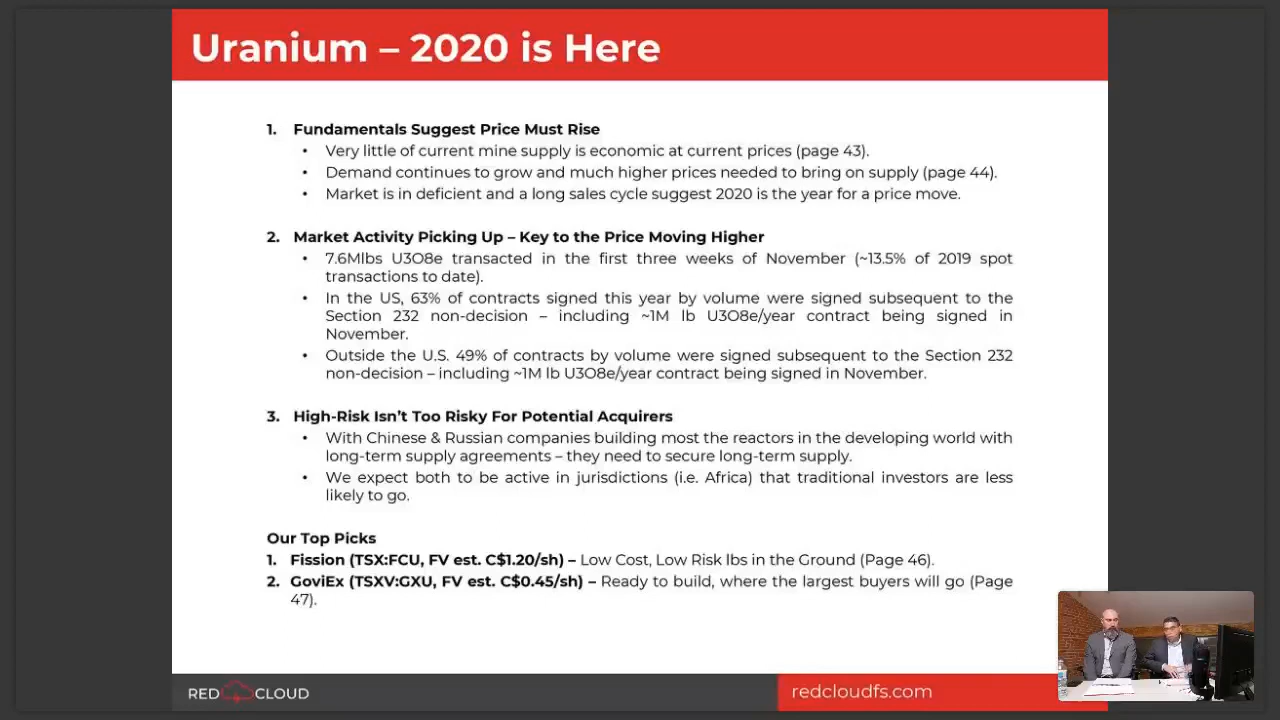 Uranium – 2020 is Here
1. Fundamentals Suggest Price Must Rise
• Very little of current mine supply is economic at current prices (page 43).
• Demand continues to grow and much higher prices needed to bring on supply (page 44).
• Market is in deficient and a long sales cycle suggest 2020 is the year for a price move.
2. Market Activity Picking Up – Key to the Price Moving Higher
• 7.6Mlbs U3O8e transacted in the first three weeks of November (~13.5% of 2019 spot
transactions to date).
• In the US, 63% of contracts signed this year by volume were signed subsequent to the
Section 232 non-decision – including ~1M lb U3O8e/year contract being signed in
November.
• Outside the U.S. 49% of contracts by volume were signed subsequent to the Section 232
non-decision – including ~1M lb U3O8e/year contract being signed in November.
3. High-Risk Isn't Too Risky For Potential Acquirers
• With Chinese & Russian companies building most the reactors in the developing world with
long-term supply agreements – they need to secure long-term supply.
• We expect both to be active in jurisdictions (i.e. Africa) that traditional investors are less
likely to go.
Our Top Picks
1. Fission (TSX:FCU, FV est. C$1.20/sh) – Low Cost, Low Risk lbs in the Ground (Page 46).
2. GoviEx (TSXV:GXU, FV est. C$0.45/sh) – Ready to build, where the largest buyers will go (Page
47).
RED CLOUD
redcloudfs.com